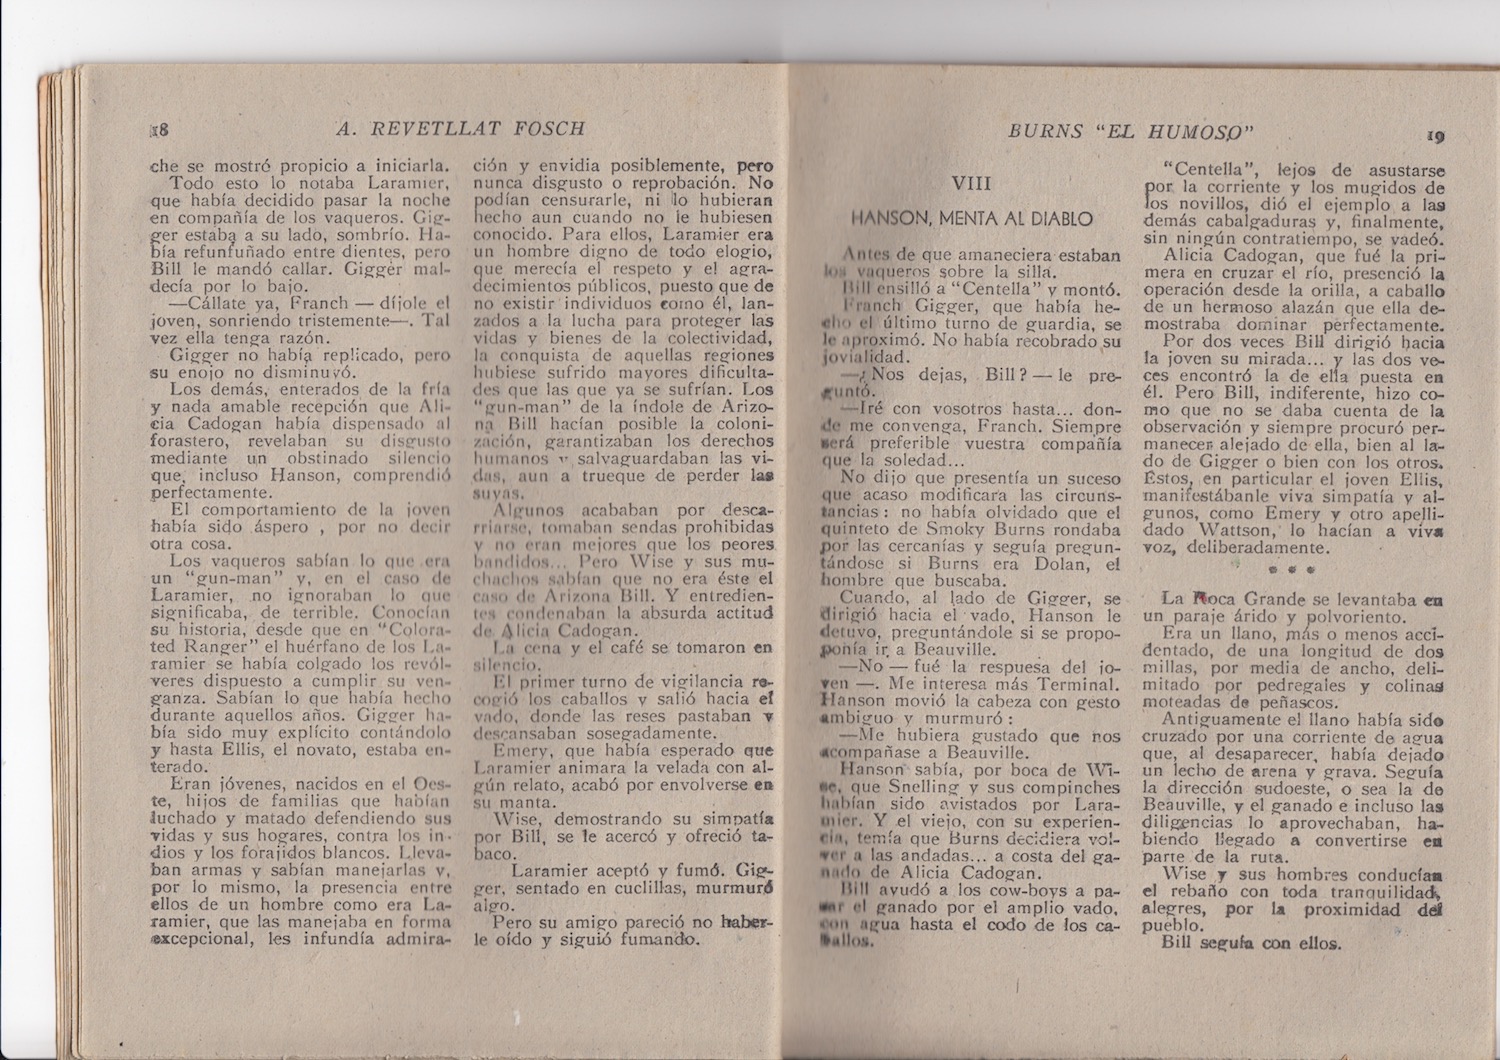 18
A. REVETLLAT FOSCH
che se mostró propicio a iniciarla.
Todo esto lo notaba Laramier,
que había decidido pasar la noche
en compañía de los vaqueros. Gig-
ger estaba a su lado, sombrío. Ha-
bía refunfuñado entre dientes, pero
Bill le mandó callar. Gigger mal-
decía por lo bajo.
—Cállate ya, Franch — díjole el
joven, sonriendo tristemente—. Tal
vez ella tenga razón.
Gigger no había replicado, pero
su enojo no disminuyó.
Los demás, enterados de la fría
y nada amable recepción que Ali-
cia Cadogan había dispensado al
forastero, revelaban su disgusto
mediante un obstinado silencio
que, incluso Hanson, comprendió
perfectamente.
El comportamiento de la joven
había sido áspero , por no decir
otra cosa.
Los vaqueros sabían lo que era
un “gun-man” y, en el caso de
Laramier, no ignoraban lo que
significaba, de terrible. Conocían
su historia, desde que en “Colora-
ted Ranger” el huérfano de los La-
ramier se había colgado los revól-
veres dispuesto a cumplir su ven-
ganza. Sabían lo que había hecho
durante aquellos años. Gigger ha-
bía sido muy explícito contándolo
y hasta Ellis, el novato, estaba en-
terado.
Eran jóvenes, nacidos en el Oes-
te, hijos de familias que habían
luchado y matado defendiendo sus
vidas y sus hogares, contra los in-
dios y los forajidos blancos. Lleva-
ban armas y sabían manejarlas y,
por lo mismo, la presencia entre
ellos de un hombre como era La-
ramier, que las manejaba en forma
excepcional, les infundía admira-
ción y envidia posiblemente, pero
nunca disgusto o reprobación. No
podían censurarle, ni lo hubieran
hecho aun cuando no le hubiesen
conocido. Para ellos, Laramier era
un hombre digno de todo elogio,
que merecía el respeto y el agra-
decimientos públicos, puesto que de
no existir individuos como él, lan-
zados a la lucha para proteger las
vidas y bienes de la colectividad,
la conquista de aquellas regiones
hubiese sufrido mayores dificulta-
des que las que ya se sufrían. Los
“gun-man” de la índole de Arizo-
na Bill hacían posible la coloni-
zación, garantizaban los derechos
humanos y salvaguardaban las vi-
das, aun a trueque de perder las
suyas.
Algunos acababan por desca-
rriarse, tomaban sendas prohibidas
y no eran mejores que los peores
bandidos... Pero Wise y sus mu-
chachos sabían que no era éste el
caso de Arizona Bill. Y entredien-
tes condenaban la absurda actitud
de Alicia Cadogan.
La cena y el café se tomaron en
silencio.
El primer turno de vigilancia re-
cogió los caballos y salió hacia el
vado, donde las reses pastaban y
descansaban sosegadamente.
Emery, que había esperado que
Laramier animara la velada con al-
gún relato, acabó por envolverse en
su manta.
Wise, demostrando su simpatía
por Bill, se le acercó y ofreció ta-
baco.
Laramier aceptó y fumó. Gig-
ger, sentado en cuclillas, murmuró
algo.
Pero su amigo pareció no haber-
le oído y siguió fumando.
BURNS “EL HUMOSO”
19
VIII
HANSON, MENTA AL DIABLO
Antes de que amaneciera estaban
los vaqueros sobre la silla.
Bill ensilló a “Centella” y montó.
Franch Gigger, que había he-
cho el último turno de guardia, se
le aproximó. No había recobrado su
jovialidad.
—¿Nos dejas, Bill? — le pre-
guntó.
—Iré con vosotros hasta... don-
de me convenga, Franch. Siempre
será preferible vuestra compañía
que la soledad...
No dijo que presentía un suceso
que acaso modificara las circuns-
tancias: no había olvidado que el
quinteto de Smoky Burns rondaba
por las cercanías y seguía pregun-
tándose si Burns era Dolan, el
hombre que buscaba.
Cuando, al lado de Gigger, se
dirigió hacia el vado, Hanson le
detuvo, preguntándole si se propo-
ponía ir a Beauville.
—No — fué la respuesta del jo-
ven —. Me interesa más Terminal.
Hanson movió la cabeza con gesto
ambiguo y murmuró:
—Me hubiera gustado que nos
acompañase a Beauville.
Hanson sabía, por boca de Wi-
se, que Snelling y sus compinches
habían sido avistados por Lara-
mier. Y el viejo, con su experien-
cia, temía que Burns decidiera vol-
ver a las andadas... a costa del ga-
nado de Alicia Cadogan.
Bill ayudó a los cow-boys a pa-
sar el ganado por el amplio vado,
con agua hasta el codo de los ca-
ballos.
“Centella”, lejos de asustarse
por la corriente y los mugidos de
los novillos, dió el ejemplo a las
demás cabalgaduras y, finalmente,
sin ningún contratiempo, se vadeó.
Alicia Cadogan, que fué la pri-
mera en cruzar el río, presenció la
operación desde la orilla, a caballo
de un hermoso alazán que ella de-
mostraba dominar perfectamente.
Por dos veces Bill dirigió hacia
la joven su mirada... y las dos ve-
ces encontró la de ella puesta en
él. Pero Bill, indiferente, hizo co-
mo que no se daba cuenta de la
observación y siempre procuró per-
manecer alejado de ella, bien al la-
do de Gigger o bien con los otros.
Estos, en particular el joven Ellis,
manifestábanle viva simpatía y al-
gunos, como Emery y otro apelli-
dado Wattson, lo hacían a viva
voz, deliberadamente.
* * *
La Roca Grande se levantaba en
un paraje árido y polvoriento.
Era un llano, más o menos acci-
dentado, de una longitud de dos
millas, por media de ancho, deli-
mitado por pedregales y colinas
moteadas de peñascos.
Antiguamente el llano había sido
cruzado por una corriente de agua
que, al desaparecer, había dejado
un lecho de arena y grava. Seguía
la dirección sudoeste, o sea la de
Beauville, y el ganado e incluso las
diligencias lo aprovechaban, ha-
biendo llegado a convertirse en
parte de la ruta.
Wise y sus hombres conducían
el rebaño con toda tranquilidad,
alegres, por la proximidad del
pueblo.
Bill seguía con ellos.